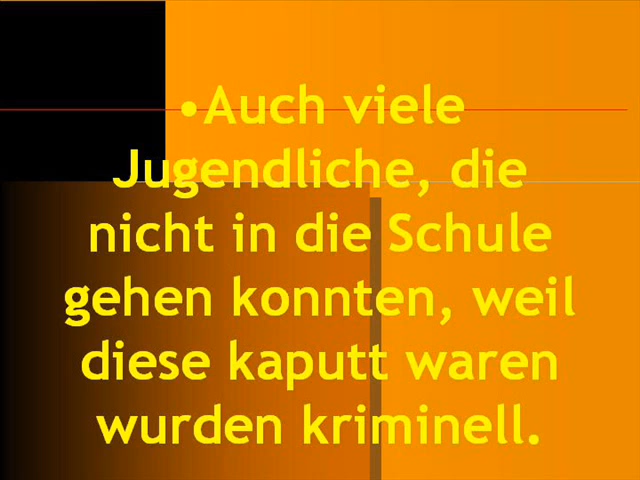 •Auch viele
Jugendliche, die
nicht in die Schule
gehen konnten, weil
diese kaputt waren
wurden kriminell.